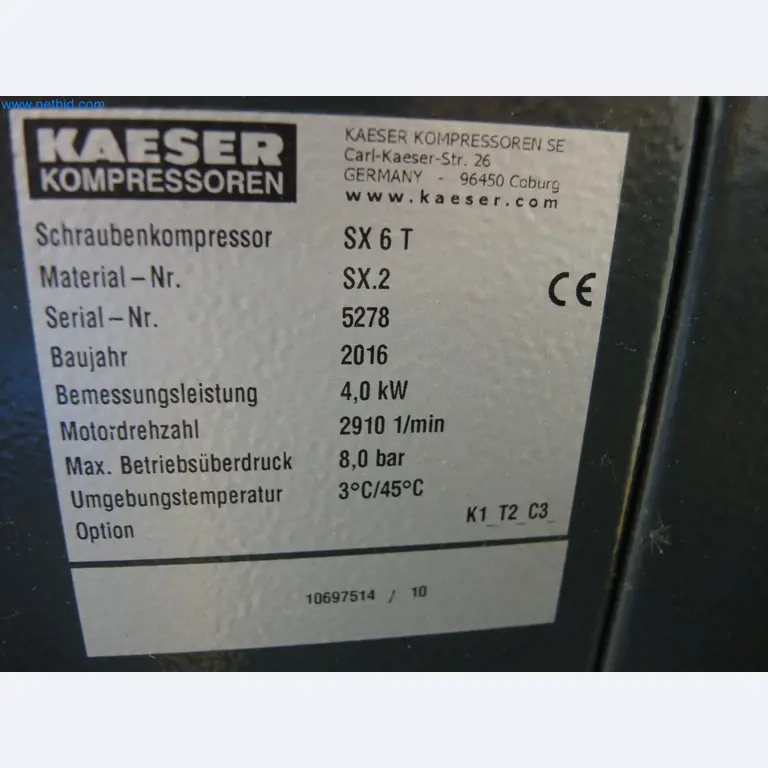 www.netbid.com
KAESER
KOMPRESSOREN
KAESER KOMPRESSOREN SE
Carl-Kaeser-Str. 26
GERMANY - 96450 Coburg
www.kaeser.com
Schraubenkompressor SX 6 T
Material-Nr. SX.2
CE
Serial-Nr. 5278
Baujahr 2016
Bemessungsleistung 4,0 kW
Motordrehzahl 2910 1/min
Max. Betriebsüberdruck 8,0 bar
Umgebungstemperatur 3°C/45°C
Option K1_T2_C3_
10697514 / 10